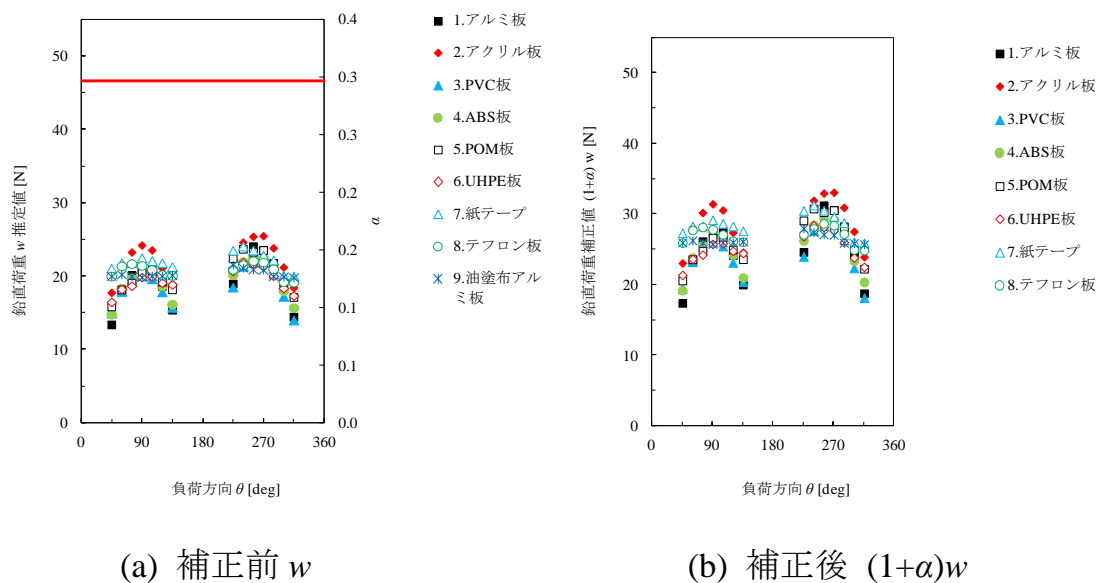 50
40
30
20
10
0
0 90 180 270 360
0.4
0.3
0.3
0.2
0.2
0.1
0.1
0.0
鉛直荷重 w 推定値 [N]
α
負荷方向 θ [deg]
1.アルミ板
2.アクリル板
3.PVC板
4.ABS板
5.POM板
6.UHPE板
7.紙テープ
8.テフロン板
9.油塗布アル
ミ板
(a) 補正前 w
50
40
30
20
10
0
0 90 180 270 360
鉛直荷重補正値 (1+α) w [N]
負荷方向 θ [deg]
1.アルミ板
2.アクリル板
3.PVC板
4.ABS板
5.POM板
6.UHPE板
7.紙テープ
8.テフロン板
(b) 補正後 (1+α)w